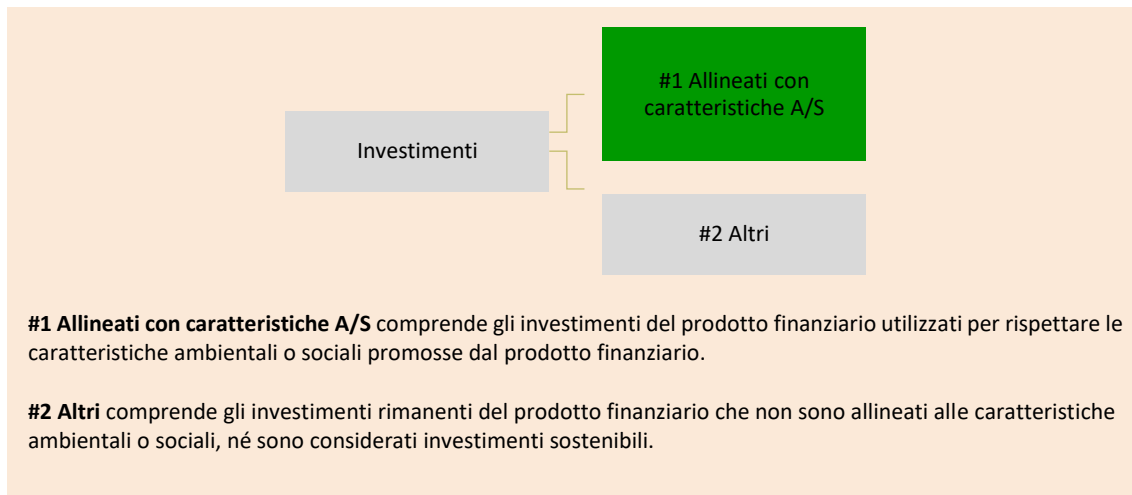 #1 Allineati con
caratteristiche A/S
Investimenti
#2 Altri
#1 Allineati con caratteristiche A/S comprende gli investimenti del prodotto finanziario utilizzati per rispettare le
caratteristiche ambientali o sociali promosse dal prodotto finanziario.
#2 Altri comprende gli investimenti rimanenti del prodotto finanziario che non sono allineati alle caratteristiche
ambientali o sociali, né sono considerati investimenti sostenibili.